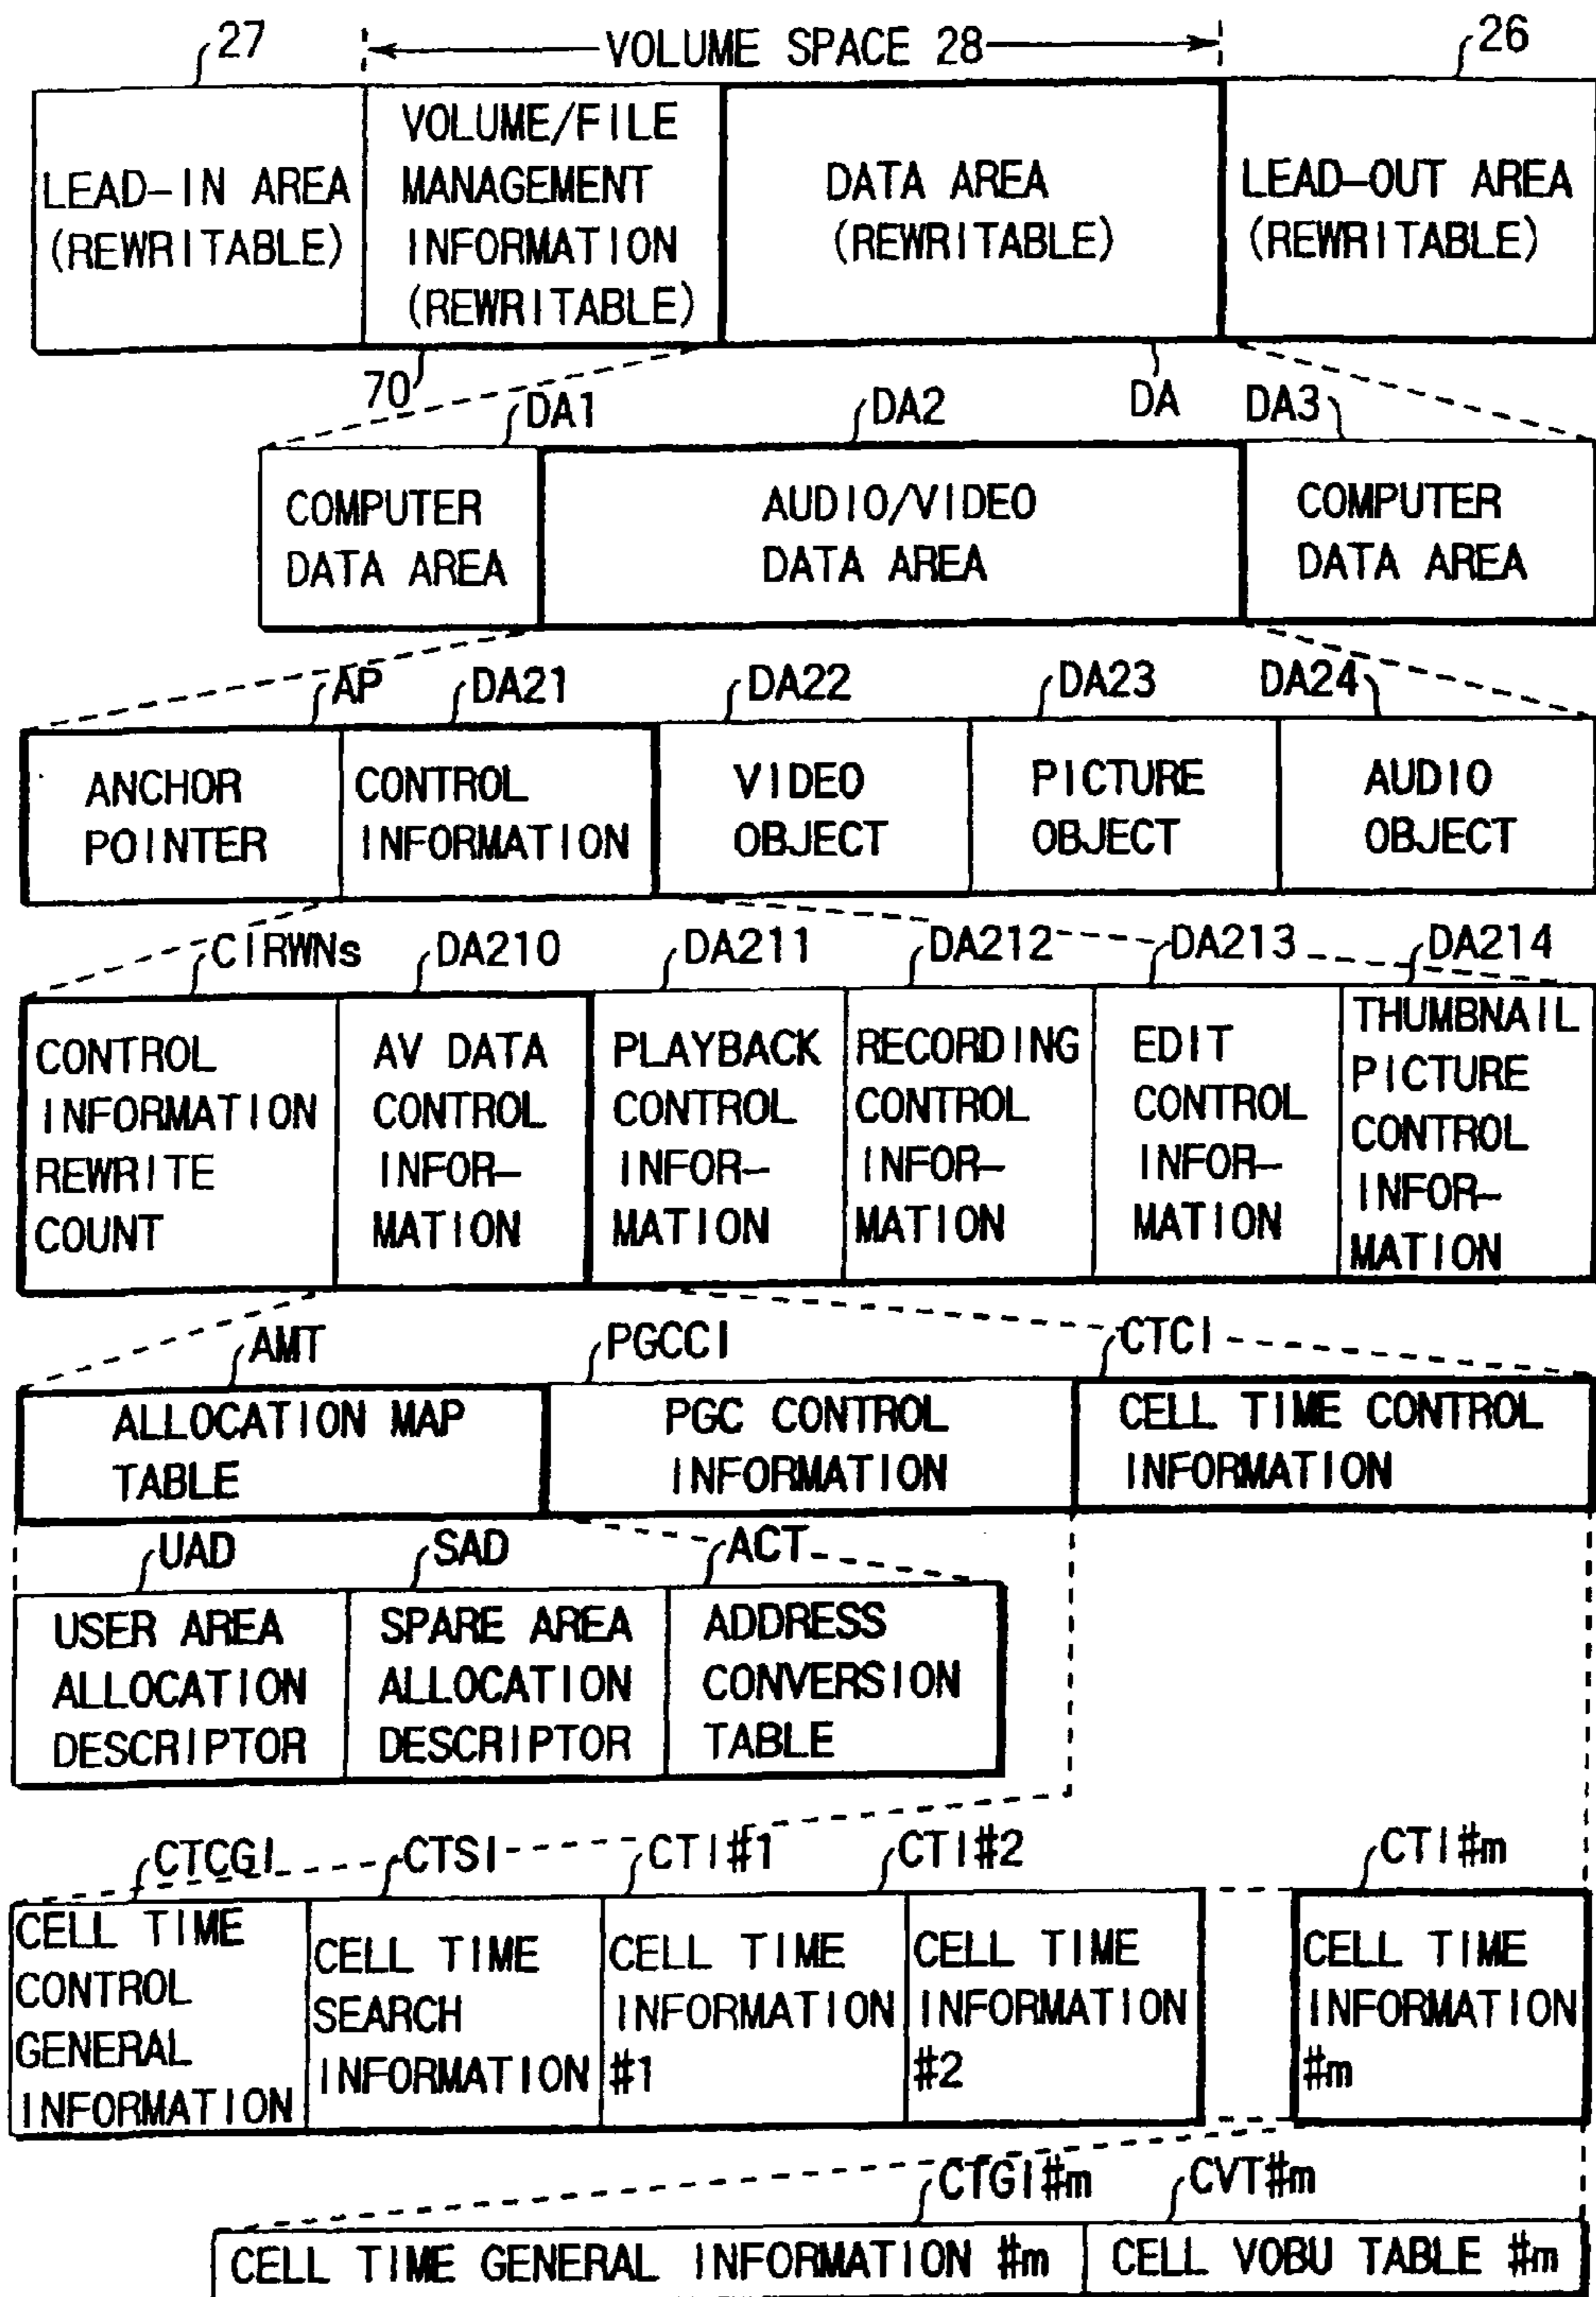 27
VOLUME SPACE 28
26
LEAD-IN AREA
(REWRITABLE)
VOLUME/FILE
MANAGEMENT
INFORMATION
(REWRITABLE)
DATA AREA
(REWRITABLE)
LEAD-OUT AREA
(REWRITABLE)
70
DA
DA1
DA2
DA3
COMPUTER
DATA AREA
AUDIO/VIDEO
DATA AREA
COMPUTER
DATA AREA
AP
DA21
DA22
DA23
DA24
ANCHOR
POINTER
CONTROL
INFORMATION
VIDEO
OBJECT
PICTURE
OBJECT
AUDIO
OBJECT
CIRWNs
DA210
DA211
DA212
DA213
DA214
CONTROL
INFORMATION
REWRITE
COUNT
AV DATA
CONTROL
INFOR-
MATION
PLAYBACK
CONTROL
INFOR-
MATION
RECORDING
CONTROL
INFOR-
MATION
EDIT
CONTROL
INFOR-
MATION
THUMBNAIL
PICTURE
CONTROL
INFOR-
MATION
AMT
PGCCI
CTCI
ALLOCATION MAP
TABLE
PGC CONTROL
INFORMATION
CELL TIME CONTROL
INFORMATION
UAD
SAD
ACT
USER AREA
ALLOCATION
DESCRIPTOR
SPARE AREA
ALLOCATION
DESCRIPTOR
ADDRESS
CONVERSION
TABLE
CTCGI
CTSI
CTI#1
CTI#2
CTI#m
CELL TIME
CONTROL
GENERAL
INFORMATION
CELL TIME
SEARCH
INFORMATION
CELL TIME
INFORMATION
#1
CELL TIME
INFORMATION
#2
CELL TIME
INFORMATION
#m
CTGI#m
CVT#m
CELL TIME GENERAL INFORMATION #m
CELL VOBU TABLE #m